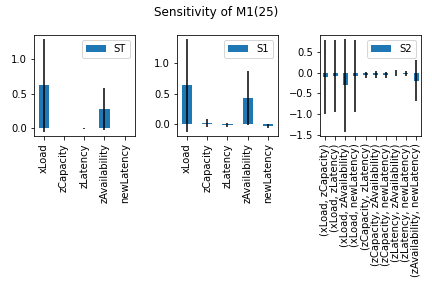 Sensitivity of M1(25)
ST
1.0
0.5
0.0
xLoad
zCapacity
zLatency
zAvailability
newLatency
S1
1.0
0.5
0.0
xLoad
zCapacity
zLatency
zAvailability
newLatency
S2
0.5
0.0
−0.5
−1.0
−1.5
(xLoad, zCapacity)
(xLoad, zLatency)
(xLoad, zAvailability)
(xLoad, newLatency)
(zCapacity, zLatency)
(zCapacity, zAvailability)
(zCapacity, newLatency)
(zLatency, zAvailability)
(zLatency, newLatency)
(zAvailability, newLatency)